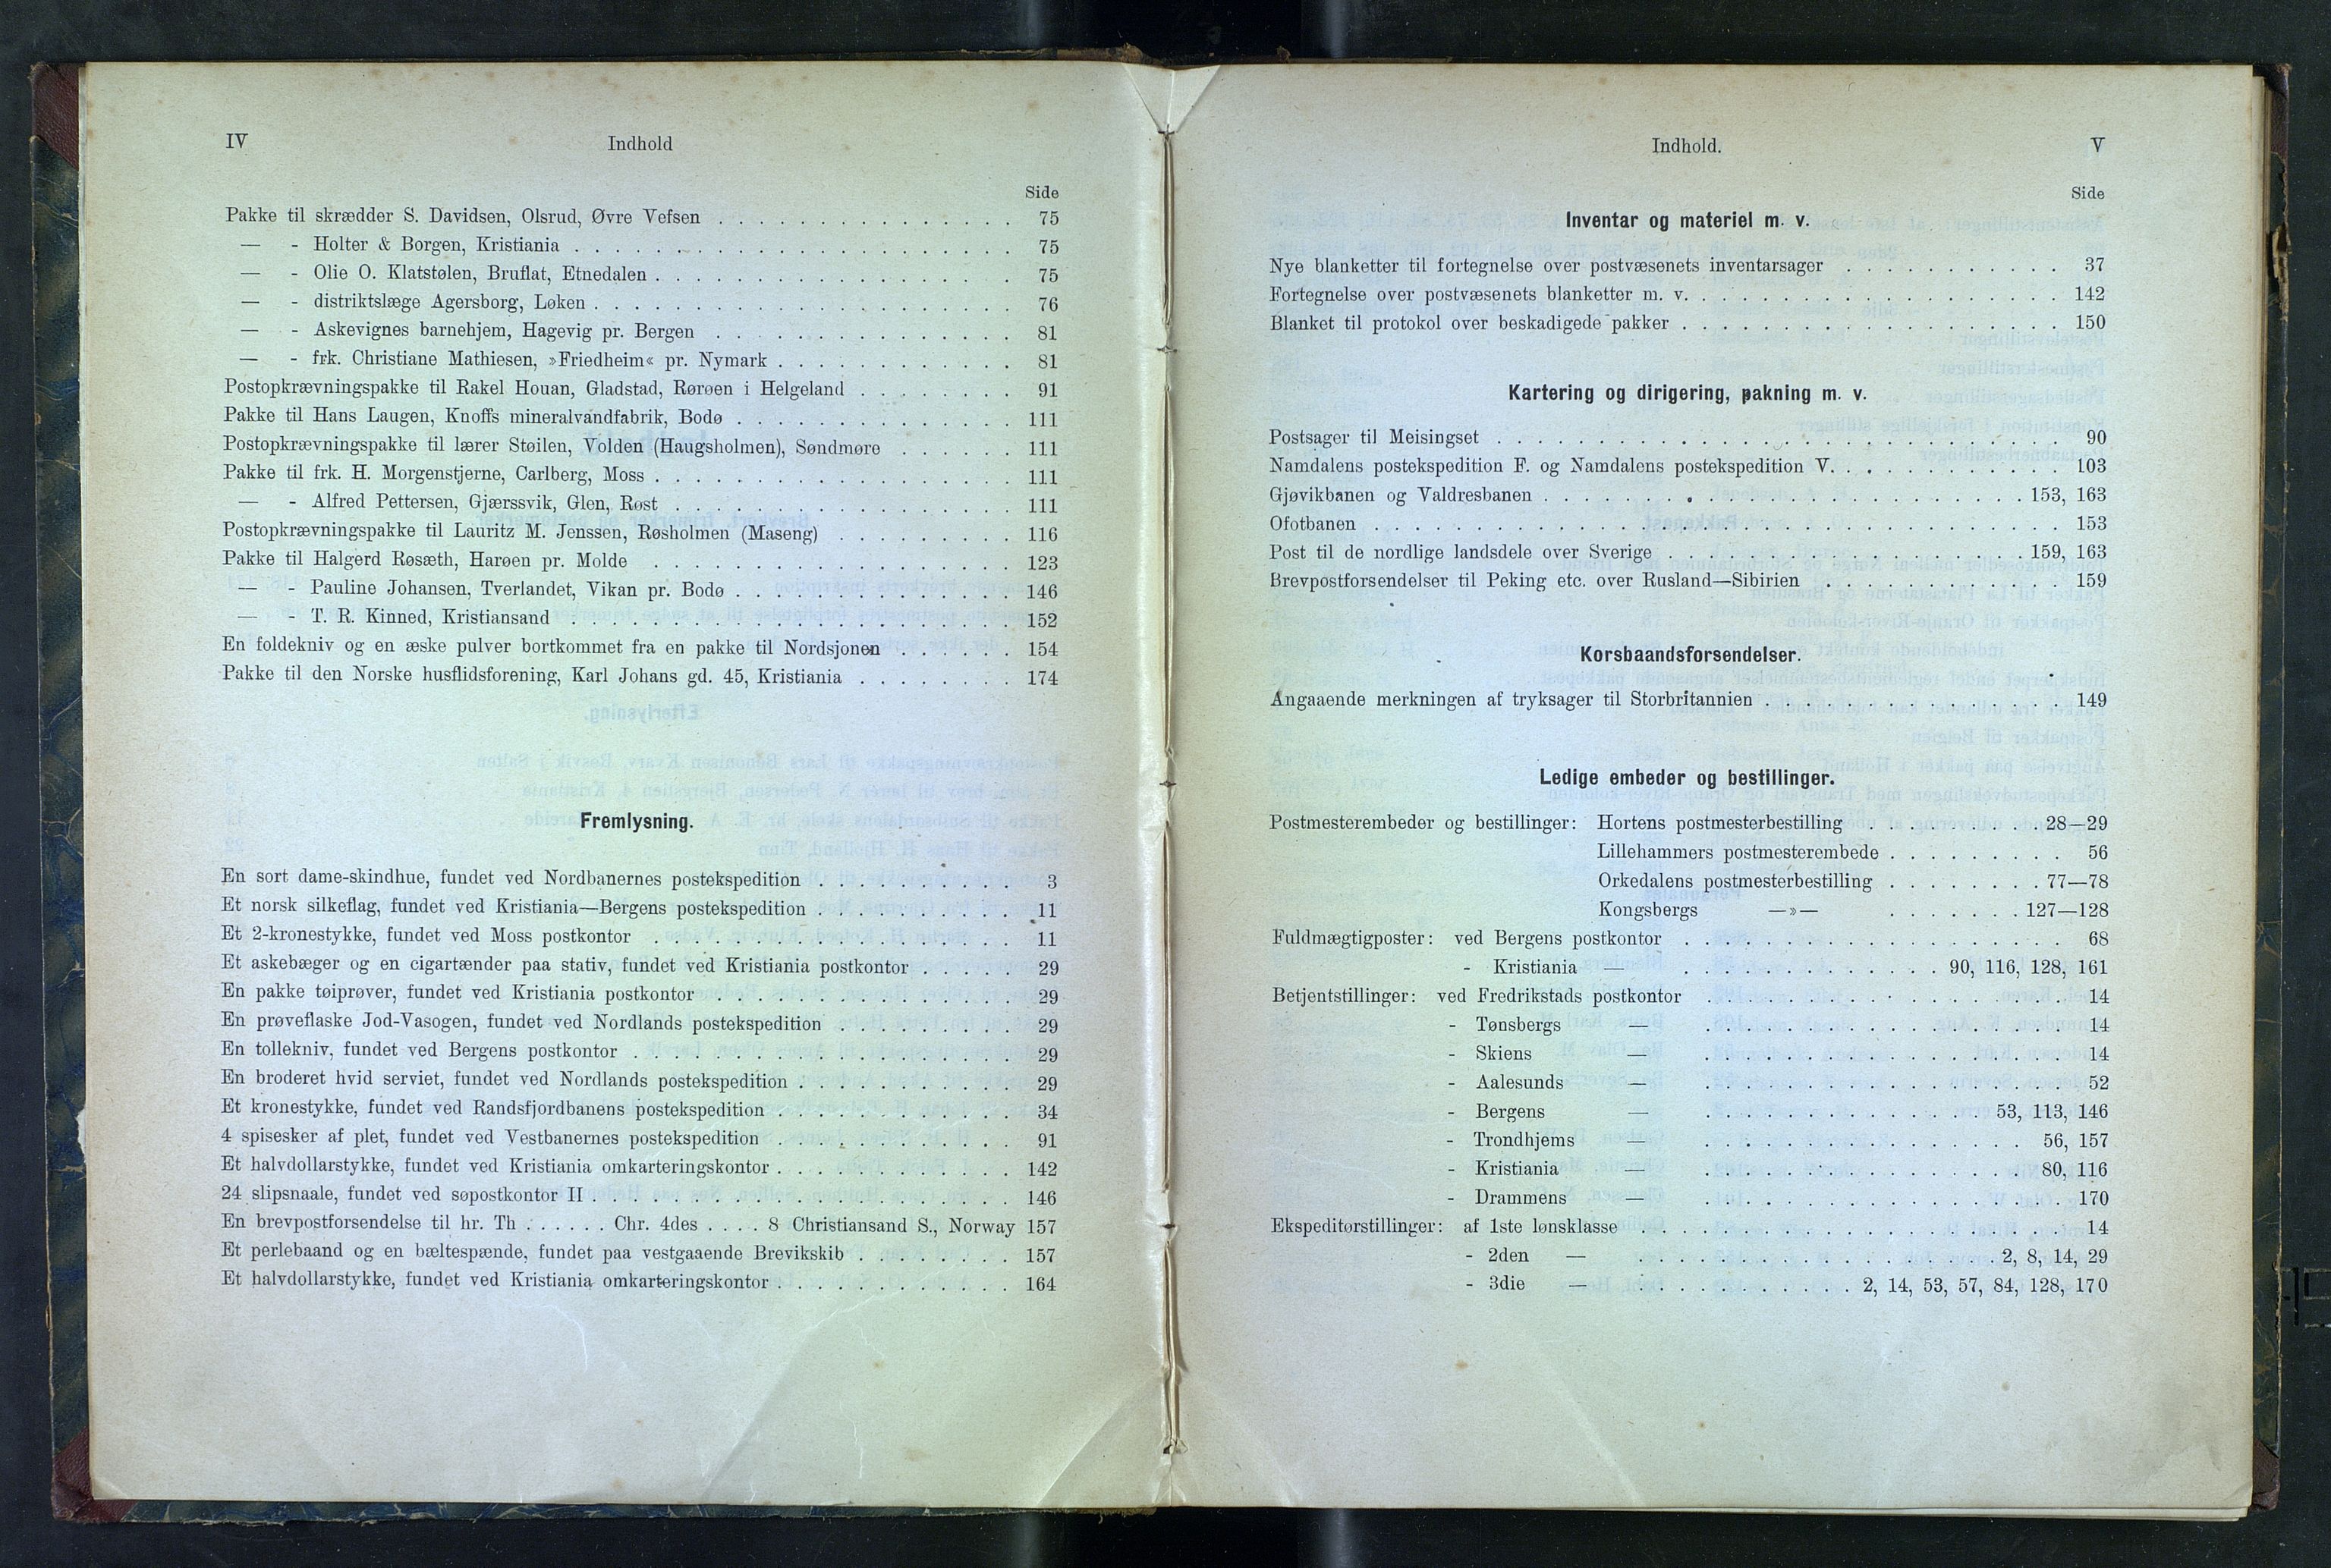 IV Indhold
Side
Pakke til skrædder S. Davidsen, Olsrud, Øvre Vefsen . . . . . . . . . . . . . . . 75
— - Holter & Borgen, Kristiania . . . . . . . . . . . . . . . . . . . . . . 75
— - Olie O. Klatstølen, Bruflat, Etnedalen . . . . . . . . . . . . . . . . . . 75
— - distriktslæge Agersborg, Løken . . . . . . . . . . . . . . . . . . . . . 76
— - Askevignes barnehjem, Hagevig pr. Bergen . . . . . . . . . . . . . . . 81
— - frk. Christiane Mathiesen, »Friedheim« pr. Nymark . . . . . . . . . . . . 81
Postopkrævningspakke til Rakel Houan, Gladstad, Rørøen i Helgeland . . . . . . . . 91
Pakke til Hans Laugen, Knoffs mineralvandfabrik, Bodø . . . . . . . . . . . . . . 111
Postopkrævningspakke til lærer Støilen, Volden (Haugsholmen), Søndmøre . . . . . . 111
Pakke til frk. H. Morgenstjerne, Carlberg, Moss . . . . . . . . . . . . . . . . . . 111
— - Alfred Pettersen, Gjærssvik, Glen, Røst . . . . . . . . . . . . . . . . . . 111
Postopkrævningspakke til Lauritz M. Jenssen, Røsholmen (Maseng) . . . . . . . . . 116
Pakke til Halgerd Røsæth, Harøen pr. Molde . . . . . . . . . . . . . . . . . . 123
— - Pauline Johansen, Tverlandet, Vikan pr. Bodø . . . . . . . . . . . . . . 146
— - T. R. Kinned, Kristiansand . . . . . . . . . . . . . . . . . . . . . . 152
En foldekniv og en æske pulver bortkommet fra en pakke til Nordsjonen . . . . . . 154
Pakke til den Norske husflidsforening, Karl Johans gd. 45, Kristiania . . . . . . . . 174
Fremlysning.
En sort dame-skindhue, fundet ved Nordbanernes postekspedition . . . . . . . . . . 3
Et norsk silkeflag, fundet ved Kristiania—Bergens postekspedition . . . . . . . . . . 11
Et 2-kronestykke, fundet ved Moss postkontor . . . . . . . . . . . . . . . . . . 11
Et askebæger og en cigartænder paa stativ, fundet ved Kristiania postkontor . . . . . 29
En pakke tøiprøver, fundet ved Kristiania postkontor . . . . . . . . . . . . . . . 29
En prøveflaske Jod-Vasogen, fundet ved Nordlands postekspedition . . . . . . . . . 29
En tollekniv, fundet ved Bergens postkontor . . . . . . . . . . . . . . . . . . . 29
En broderet hvid serviet, fundet ved Nordlands postekspedition . . . . . . . . . . . 29
Et kronestykke, fundet ved Randsfjordbanens postekspedition . . . . . . . . . . . . 34
4 spisesker af plet, fundet ved Vestbanernes postekspedition . . . . . . . . . . . . 91
Et halvdollarstykke, fundet ved Kristiania omkarteringskontor . . . . . . . . . . . . 142
24 slipsnaale, fundet ved søpostkontor II . . . . . . . . . . . . . . . . . . . . . 146
En brevpostforsendelse til hr. Th . . . . . . Chr. 4des . . . . 8 Christiansand S., Norway 157
Et perlebaand og en bæltespænde, fundet paa vestgaaende Brevikskib . . . . . . . . 157
Et halvdollarstykke, fundet ved Kristiania omkarteringskontor . . . . . . . . . . . . 164
Indhold. V
Side
Inventar og materiel m. v.
Nye blanketter til fortegnelse over postvæsenets inventarsager . . . . . . . . . . . 37
Fortegnelse over postvæsenets blanketter m. v. . . . . . . . . . . . . . . . . . . . 142
Blanket til protokol over beskadigede pakker . . . . . . . . . . . . . . . . . . . 150
Kartering og dirigering, pakning m. v.
Postsager til Meisingset . . . . . . . . . . . . . . . . . . . . . . . . . . . . . 90
Namdalens postekspedition F. og Namdalens postekspedition V. . . . . . . . . . . . 103
Gjøvikbanen og Valdresbanen . . . . . . . . . . . . . . . . . . . . . . . . 153, 163
Ofotbanen . . . . . . . . . . . . . . . . . . . . . . . . . . . . . . . . . . . 153
Post til de nordlige landsdele over Sverige . . . . . . . . . . . . . . . . . . 159, 163
Brevpostforsendelser til Peking etc. over Rusland—Sibirien . . . . . . . . . . . . 159
Korsbaandsforsendelser.
Angaaende merkningen af tryksager til Storbritannien . . . . . . . . . . . . . . . 149
Ledige embeder og bestillinger.
Postmesterembeder og bestillinger: Hortens postmesterbestilling . . . . . . . . . 28—29
Lillehammers postmesterembede . . . . . . . . . 56
Orkedalens postmesterbestilling . . . . . . . . 77—78
Kongsbergs —»— . . . . . . . 127—128
Fuldmægtigposter: ved Bergens postkontor . . . . . . . . . . . . . . . . . . . 68
- Kristiania — . . . . . . . . . . . . . 90, 116, 128, 161
Betjentstillinger: ved Fredrikstads postkontor . . . . . . . . . . . . . . . . . . 14
- Tønsbergs — . . . . . . . . . . . . . . . . . . 14
- Skiens — . . . . . . . . . . . . . . . . . . 14
- Aalesunds — . . . . . . . . . . . . . . . . . . 52
- Bergens — . . . . . . . . . . . . . . 53, 113, 146
- Trondhjems — . . . . . . . . . . . . . . . . 56, 157
- Kristiania — . . . . . . . . . . . . . . . . 80, 116
- Drammens — . . . . . . . . . . . . . . . . . . 170
Ekspeditørstillinger: af 1ste lønsklasse . . . . . . . . . . . . . . . . . . . . . 14
- 2den — . . . . . . . . . . . . . . . . . . 2, 8, 14, 29
- 3die — . . . . . . . . . . . 2, 14, 53, 57, 84, 128, 170